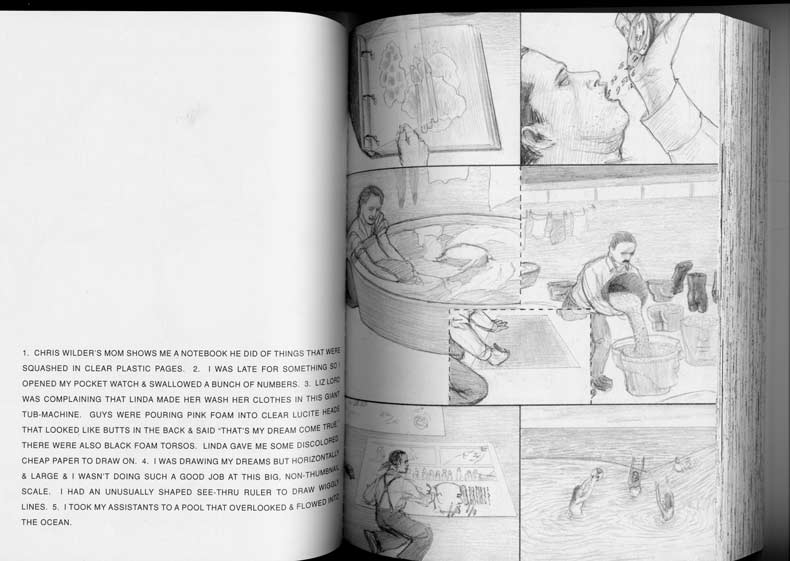 1. CHRIS WILDER'S MOM SHOWS ME A NOTEBOOK HE DID OF THINGS THAT WERE
SQUASHED IN CLEAR PLASTIC PAGES. 2. I WAS LATE FOR SOMETHING SO I
OPENED MY POCKET WATCH & SWALLOWED A BUNCH OF NUMBERS. 3. LIZ LORD
WAS COMPLAINING THAT LINDA MADE HER WASH HER CLOTHES IN THIS GIANT
TUB-MACHINE. GUYS WERE POURING PINK FOAM INTO CLEAR LUCITE HEADS
THAT LOOKED LIKE BUTTS IN THE BACK & SAID "THAT'S MY DREAM COME TRUE."
THERE WERE ALSO BLACK FOAM TORSOS. LINDA GAVE ME SOME DISCOLORED,
CHEAP PAPER TO DRAW ON. 4. I WAS DRAWING MY DREAMS BUT HORIZONTALLY
& LARGE & I WASN'T DOING SUCH A GOOD JOB AT THIS BIG, NON-THUMBNAIL
SCALE. I HAD AN UNUSUALLY SHAPED SEE-THRU RULER TO DRAW WIGGLY
LINES. 5. I TOOK MY ASSISTANTS TO A POOL THAT OVERLOOKED & FLOWED INTO
THE OCEAN.